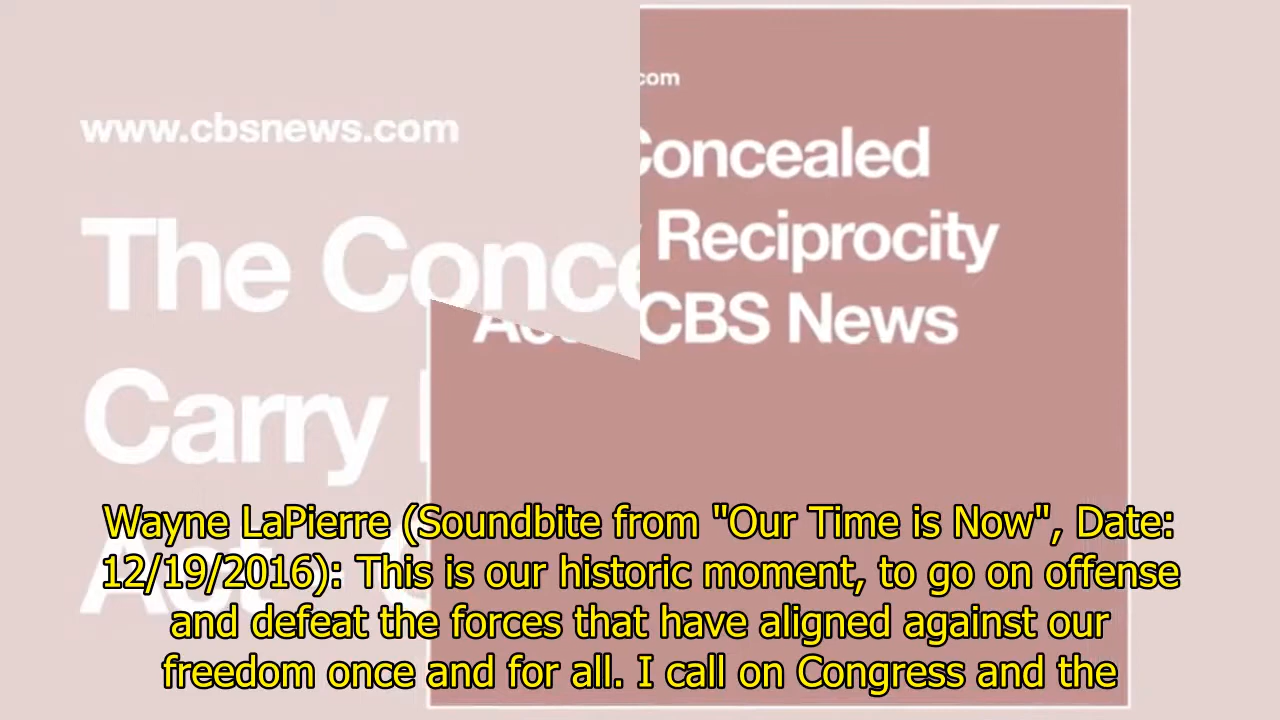 www.cbsnews.com
The Conce
Carry
Act
com
Concealed
Reciprocity
CBS News
Wayne LaPierre (Soundbite from "Our Time is Now", Date:
12/19/2016): This is our historic moment, to go on offense
and defeat the forces that have aligned against our
freedom once and for all. I call on Congress and the